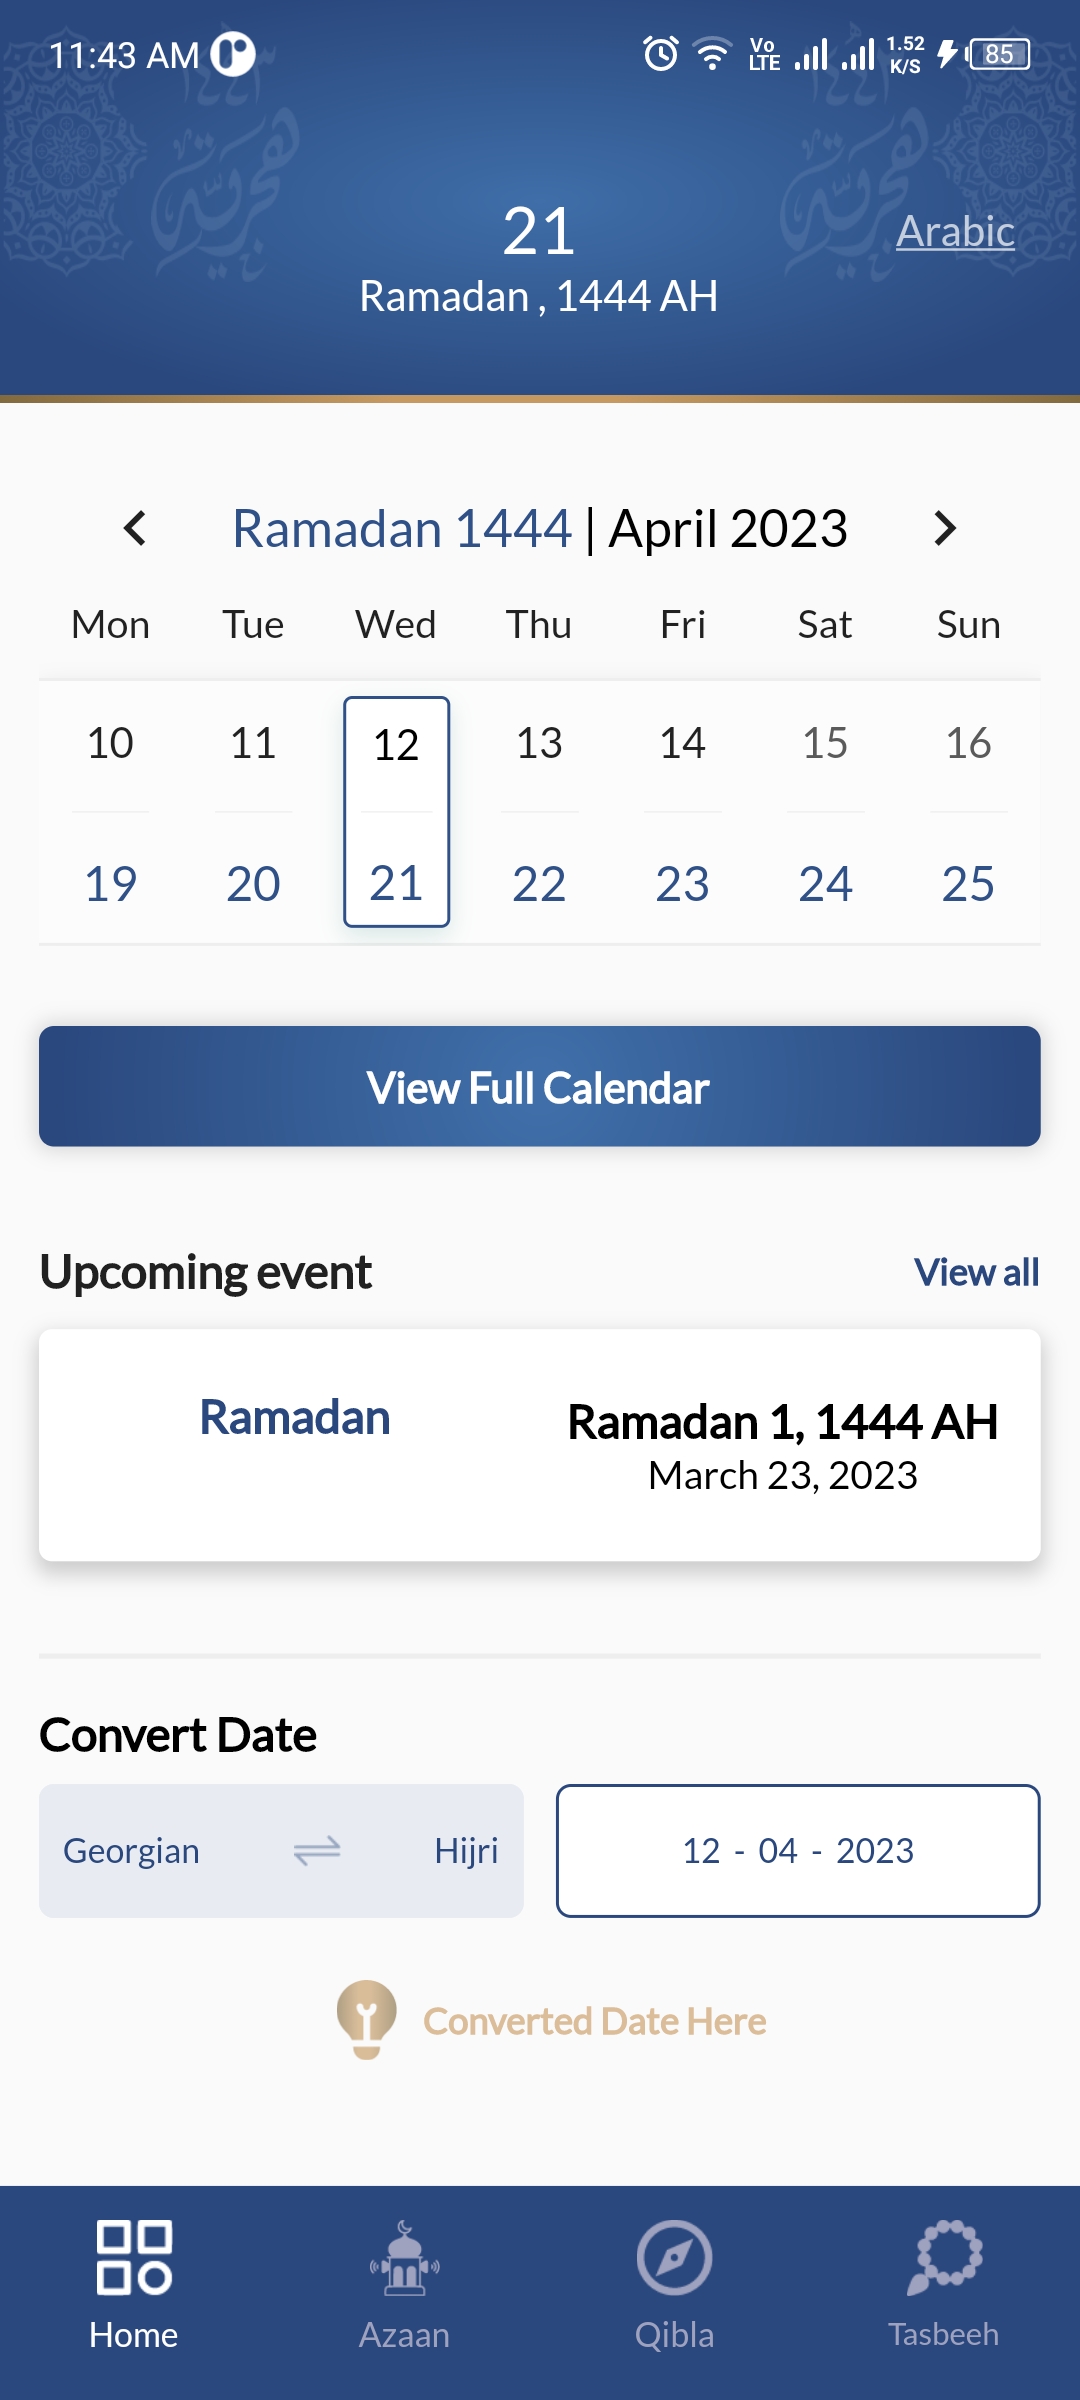 11:43 AM
Vo LTE 1.52 K/S 85
هجرية
هجرية
21
Arabic
Ramadan , 1444 AH
Ramadan 1444 | April 2023
Mon Tue Wed Thu Fri Sat Sun
10 11 12 13 14 15 16
19 20 21 22 23 24 25
View Full Calendar
Upcoming event View all
Ramadan Ramadan 1, 1444 AH
March 23, 2023
Convert Date
Georgian Hijri 12 - 04 - 2023
Converted Date Here
Home Azaan Qibla Tasbeeh